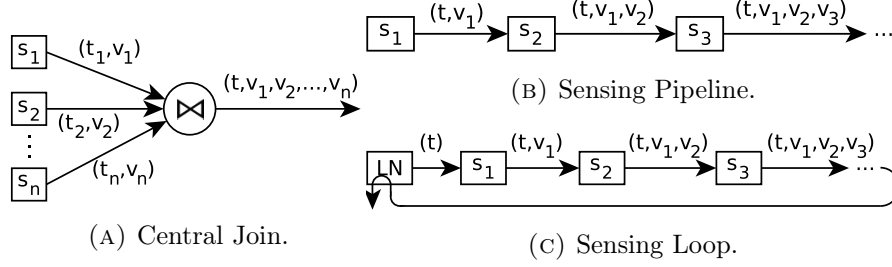 s₁ (t₁,v₁)
s₂ (t₂,v₂) ⋈ (t,v₁,v₂,...,vₙ)
⋮
sₙ (tₙ,vₙ)
(A) Central Join.
s₁ (t,v₁) s₂ (t,v₁,v₂) s₃ (t,v₁,v₂,v₃) ...
(B) Sensing Pipeline.
LN (t) s₁ (t,v₁) s₂ (t,v₁,v₂) s₃ (t,v₁,v₂,v₃) ...
(C) Sensing Loop.